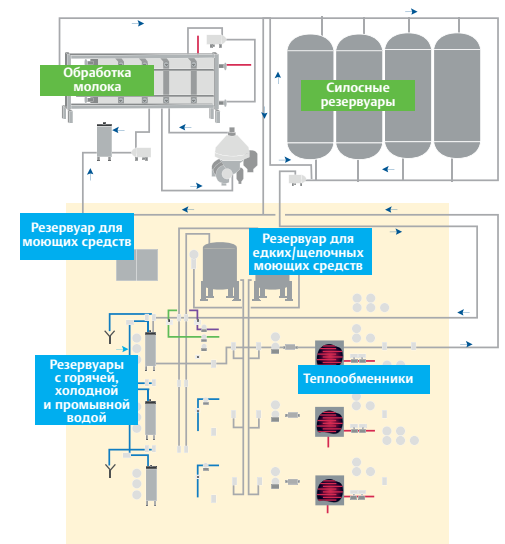 Обработка
молока
Силосные
резервуары
Резервуар для
моющих средств
Резервуар для
едких/щелочных
моющих средств
Резервуары
с горячей,
холодной
и промывной
водой
Теплообменники